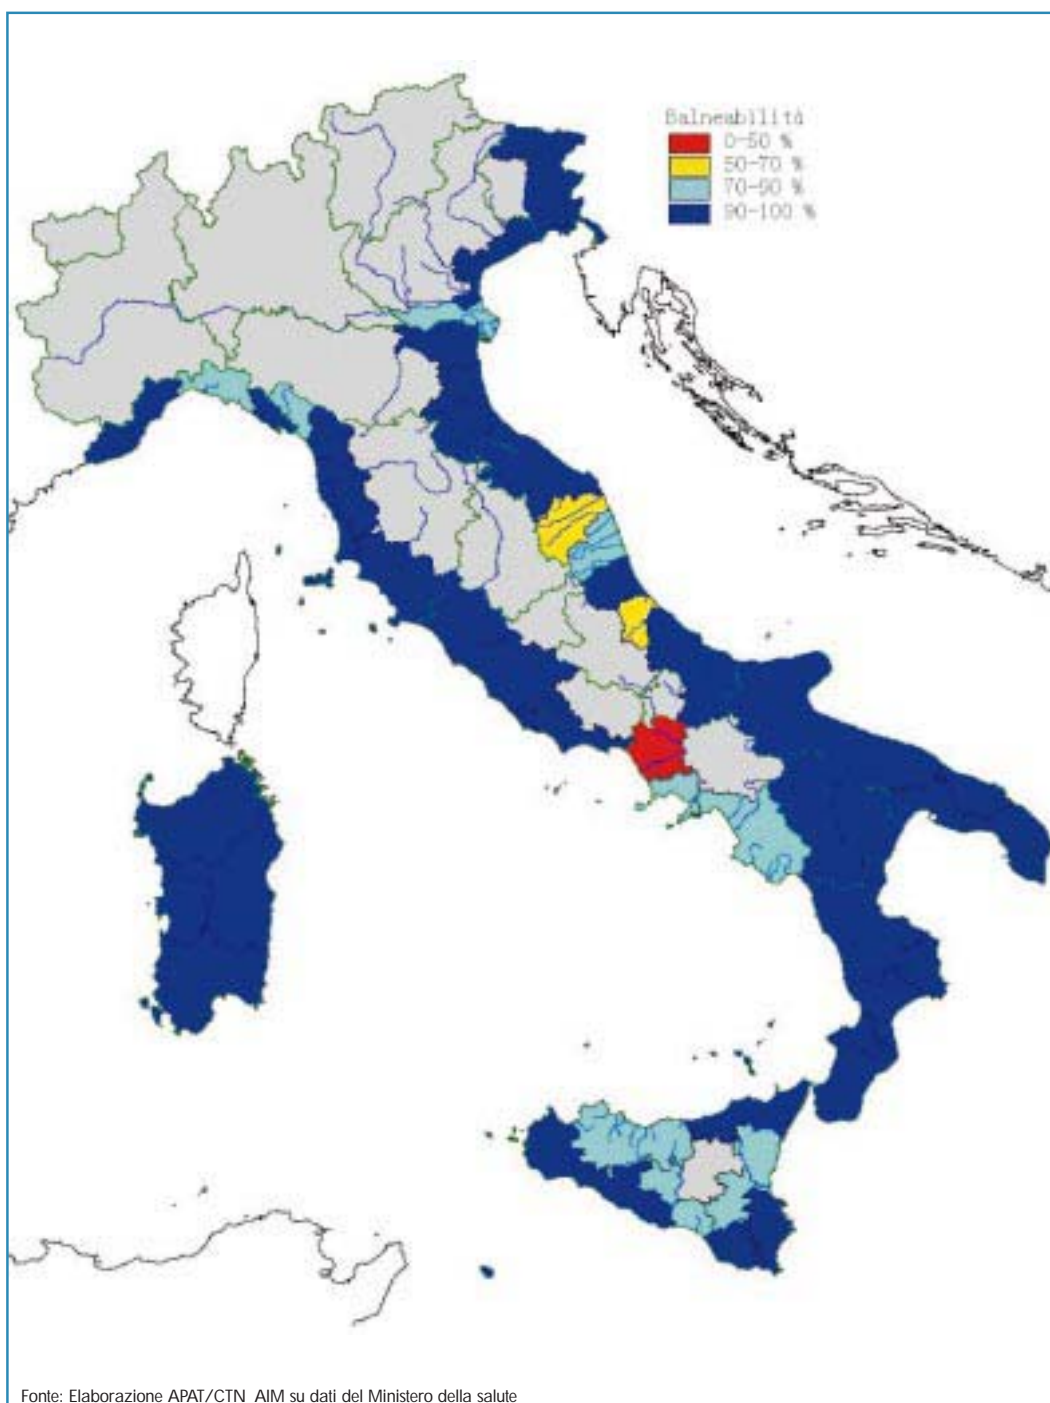 Balneabilità
0-50 %
50-70 %
70-90 %
90-100 %
Fonte: Elaborazione APAT/CTN_AIM su dati del Ministero della salute